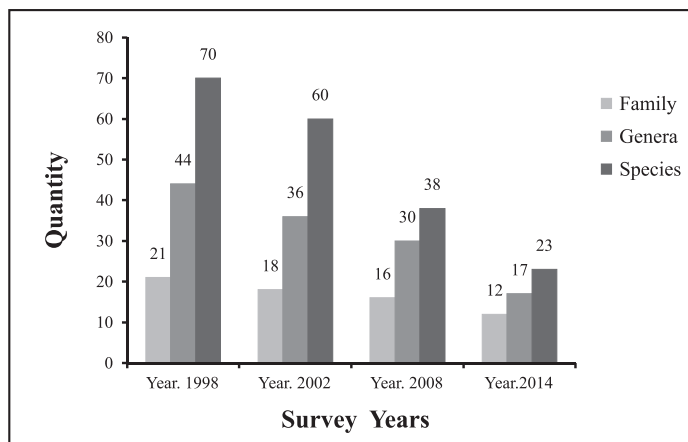 80
70
60
50
40
30
20
10
0
Quantity
21
44
70
18
36
60
16
30
38
12
17
23
Year. 1998
Year. 2002
Year. 2008
Year.2014
Survey Years
Family
Genera
Species